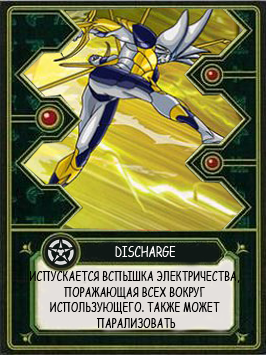 DISCHARGE
ИСПУСКАЕТСЯ ВСПЫШКА ЭЛЕКТРИЧЕСТВА,
ПОРАЖАЮЩАЯ ВСЕХ ВОКРУГ
ИСПОЛЬЗУЮЩЕГО. ТАКЖЕ МОЖЕТ
ПАРАЛИЗОВАТЬ